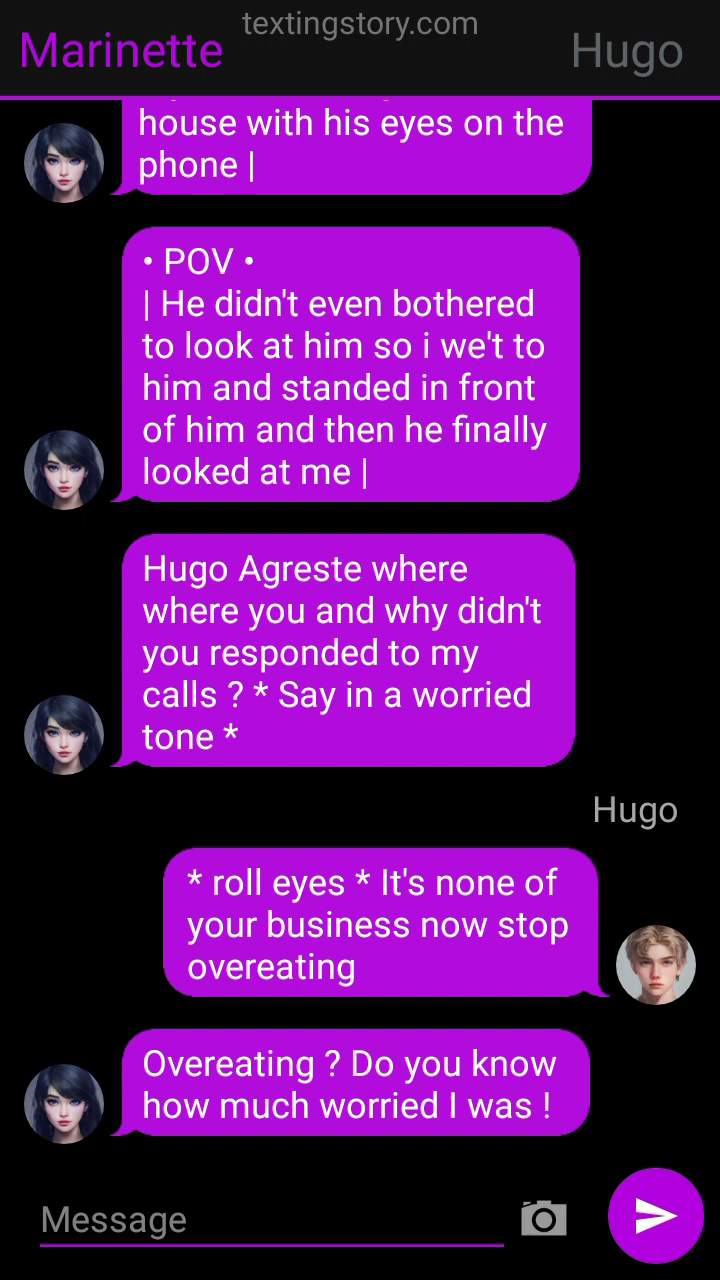 textingstory.com
Marinette
Hugo
house with his eyes on the
phone |
• POV •
| He didn't even bothered
to look at him so i we't to
him and standed in front
of him and then he finally
looked at me |
Hugo Agreste where
where you and why didn't
you responded to my
calls ? * Say in a worried
tone *
Hugo
* roll eyes * It's none of
your business now stop
overeating
Overeating ? Do you know
how much worried I was !
Message